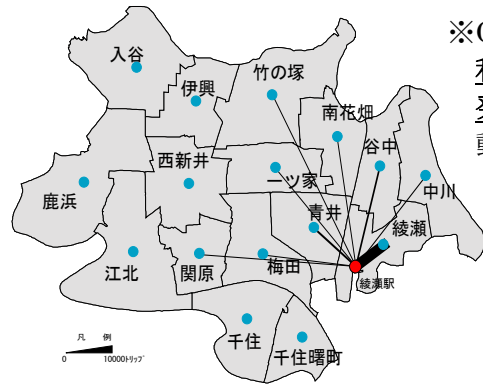 ※
入谷
伊興
竹の塚
南花畑
谷中
西新井
一ツ家
中川
鹿浜
青井
綾瀬
江北
関原
梅田
綾瀬駅
千住
千住曙町
凡 例
0 10000トリップ